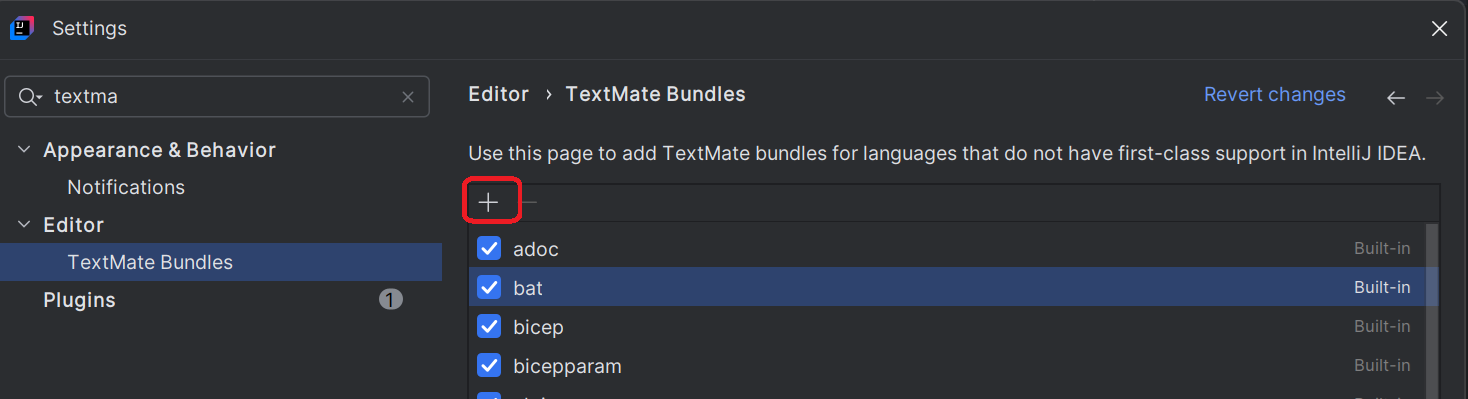 Settings
textma
Editor › TextMate Bundles
Revert changes
Appearance & Behavior
Notifications
Editor
TextMate Bundles
Plugins
1
Use this page to add TextMate bundles for languages that do not have first-class support in IntelliJ IDEA.
adoc Built-in
bat Built-in
bicep Built-in
bicepparam Built-in